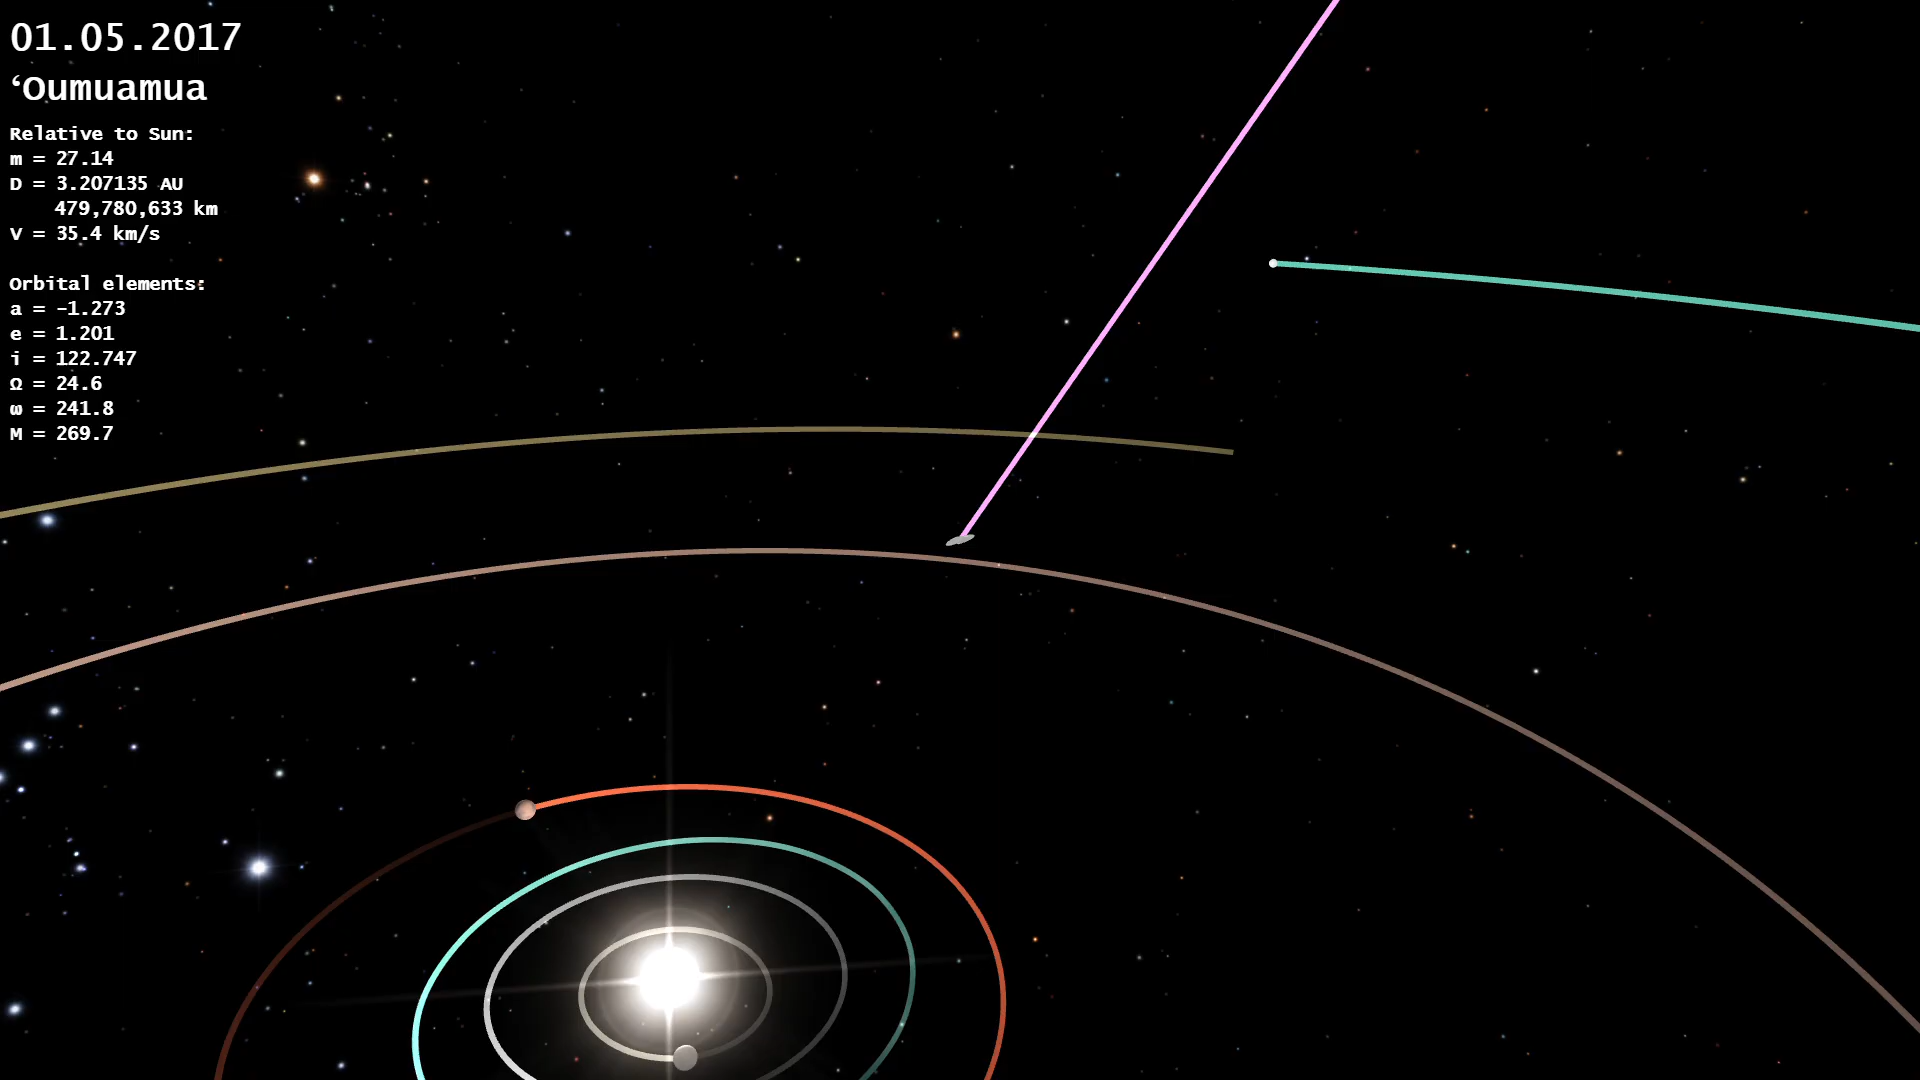 01.05.2017
‘Oumuamua
Relative to Sun:
m = 27.14
D = 3.207135 AU
479,780,633 km
V = 35.4 km/s
Orbital elements:
a = -1.273
e = 1.201
i = 122.747
Ω = 24.6
ω = 241.8
M = 269.7